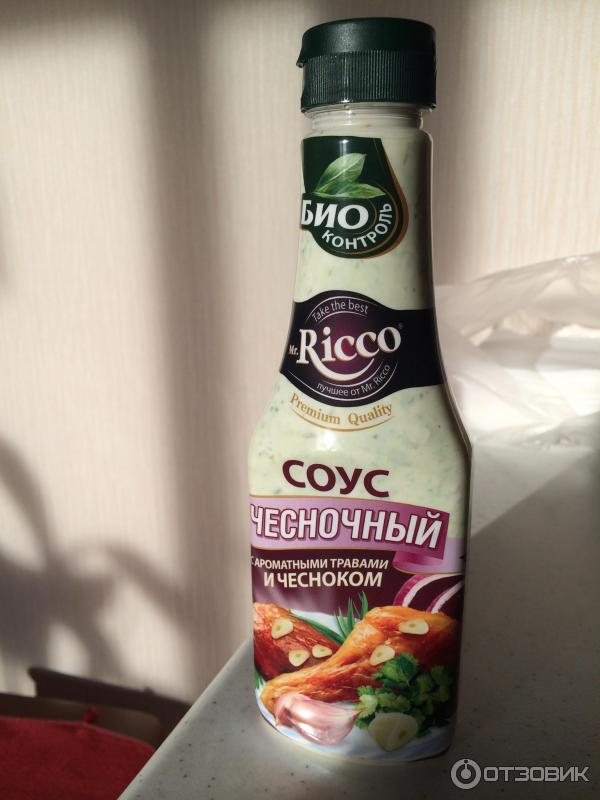 БИО
КОНТРОЛЬ
Take the best
Mr. Ricco®
лучшее от Mr. Ricco
Premium Quality
СОУС
ЧЕСНОЧНЫЙ
С АРОМАТНЫМИ ТРАВАМИ
И ЧЕСНОКОМ
ОТЗОВИК